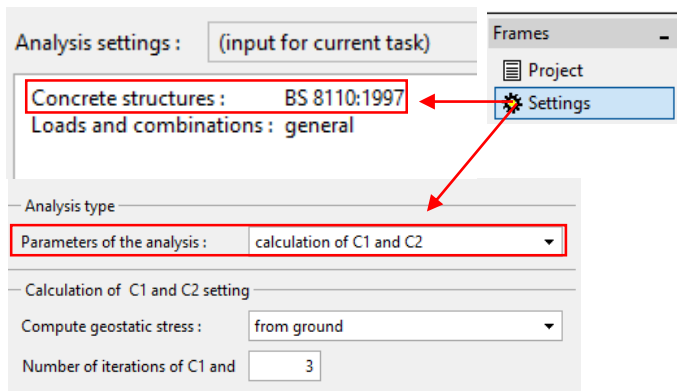 Analysis settings : (input for current task)
Concrete structures : BS 8110:1997
Loads and combinations : general
Frames
Project
Settings
Analysis type
Parameters of the analysis : calculation of C1 and C2
Calculation of C1 and C2 setting
Compute geostatic stress : from ground
Number of iterations of C1 and 3